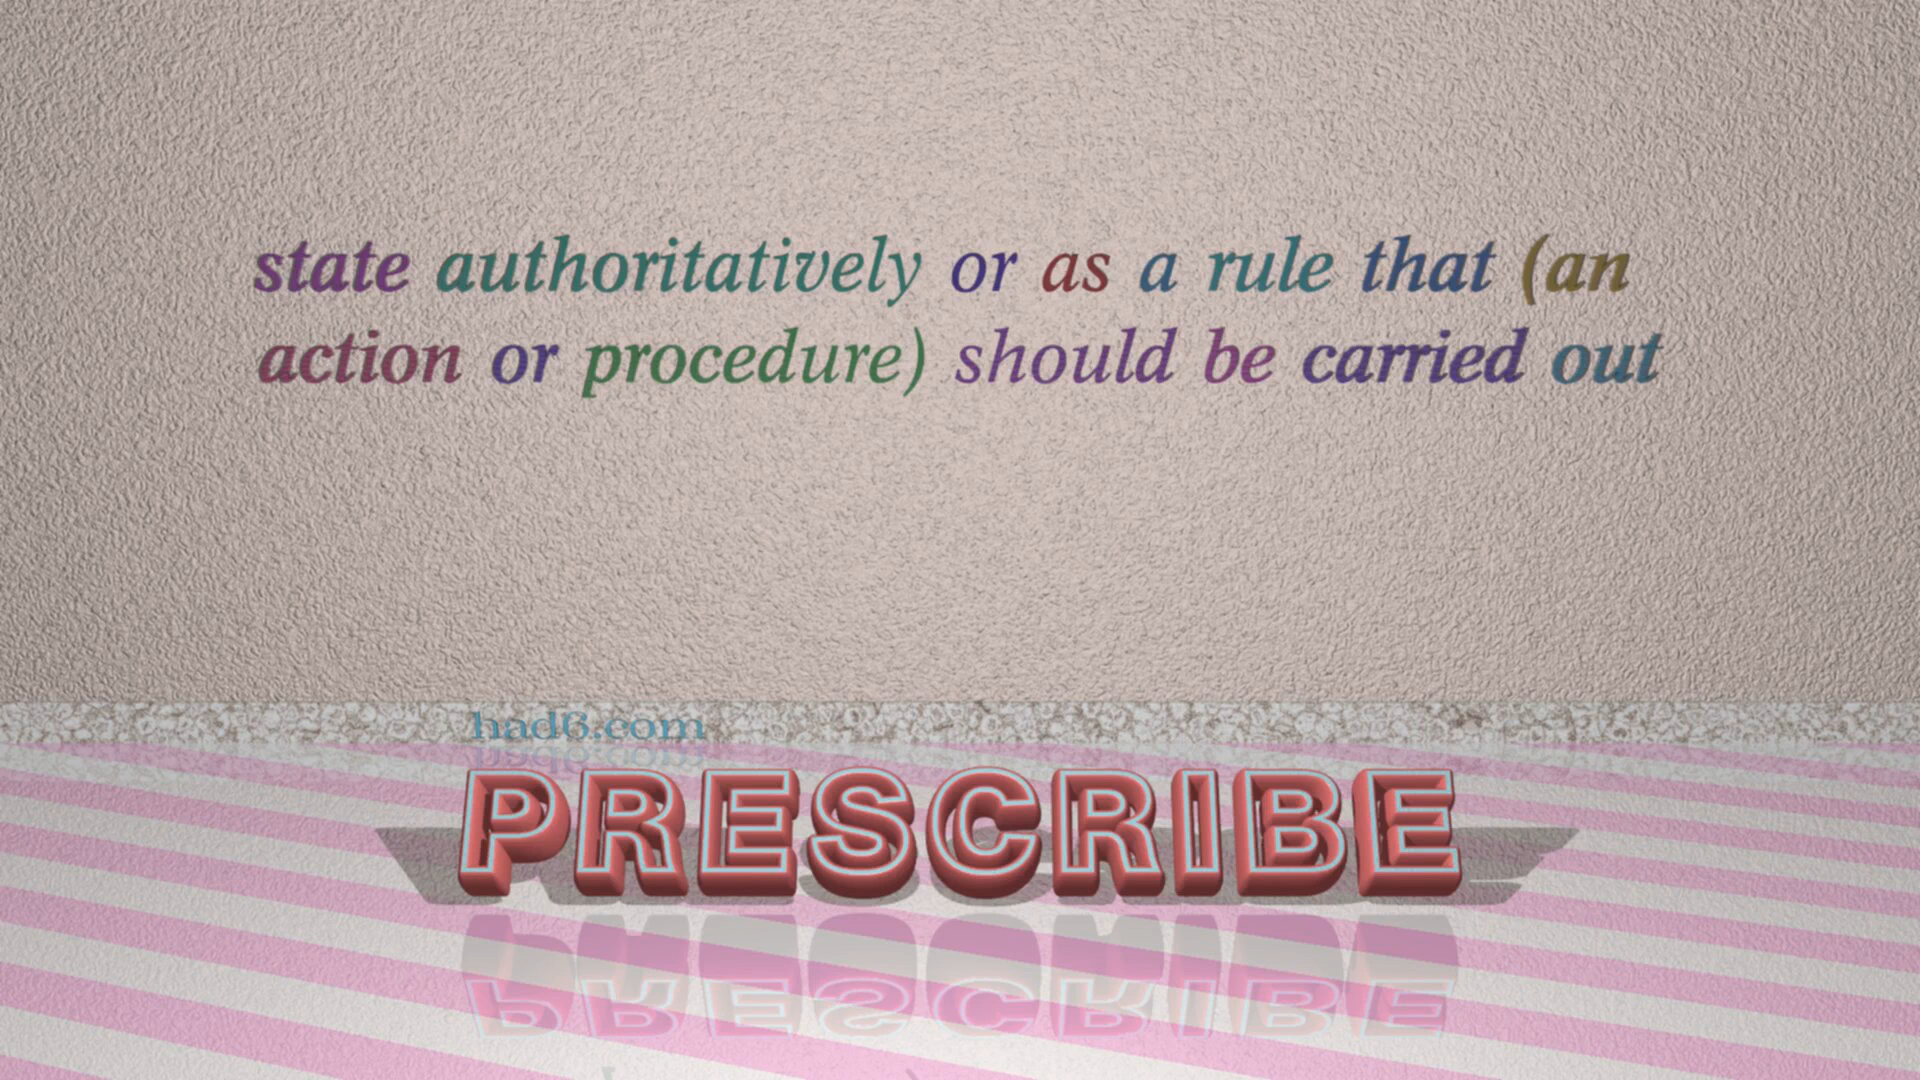 state authoritatively or as a rule that (an
action or procedure) should be carried out
had6.com
PRESCRIBE